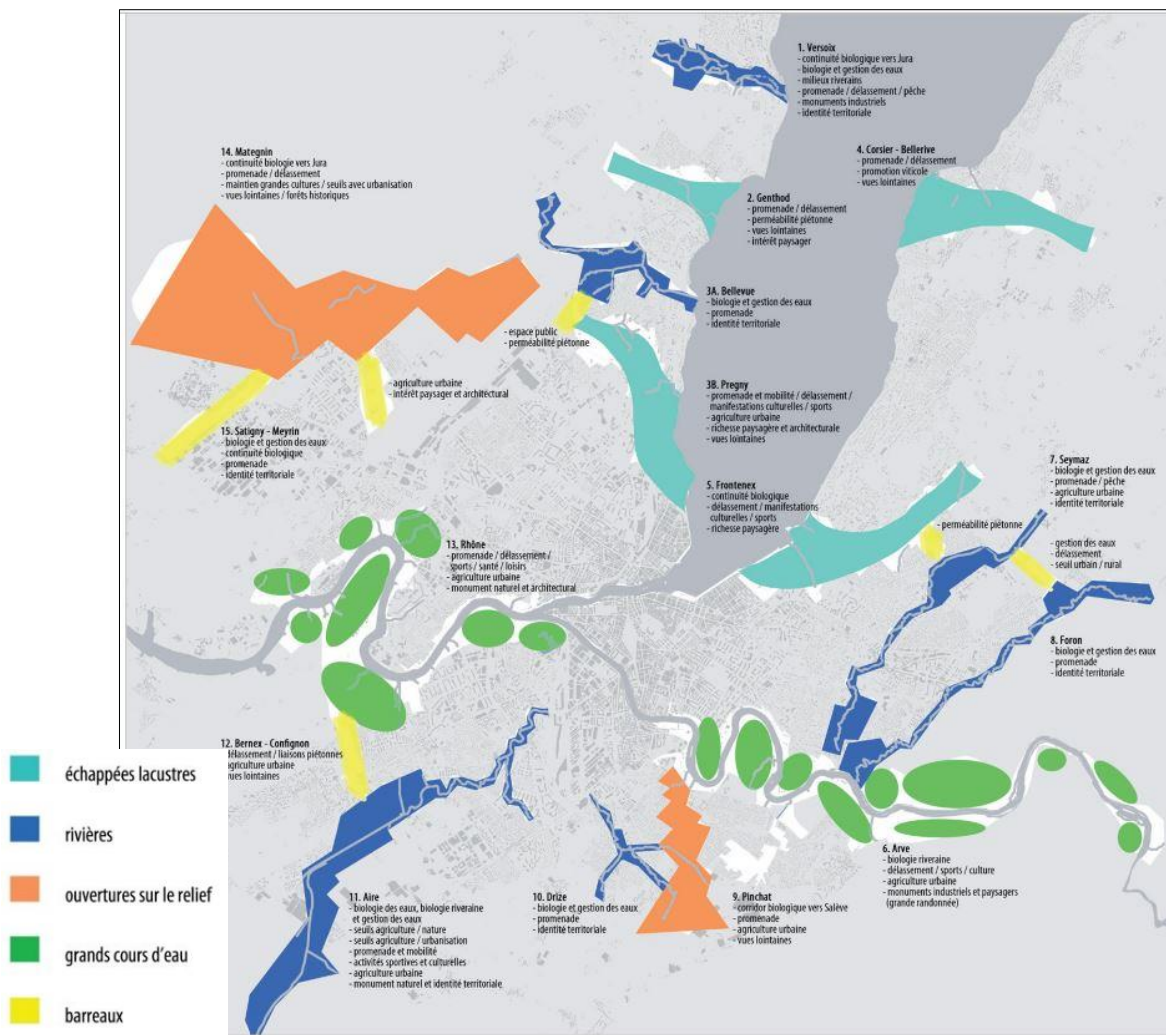 1. Versoix
- continuité biologique vers Jura
- biologie et gestion des eaux
- milieux riverains
- promenade / délassement / pêche
- monuments industriels
- identité territoriale
14. Mategnin
- continuité biologie vers Jura
- promenade / délassement
- maintien grandes cultures / seuils avec urbanisation
- vues lointaines / forêts historiques
4. Corsier - Bellerive
- promenade / délassement
- promotion viticole
- vues lointaines
2. Genthod
- promenade / délassement
- perméabilité piétonne
- vues lointaines
- intérêt paysager
3A. Bellevue
- biologie et gestion des eaux
- promenade
- identité territoriale
- espace public
- perméabilité piétonne
- agriculture urbaine
- intérêt paysager et architectural
3B. Pregny
- promenade et mobilité / délassement /
manifestations culturelles / sports
- agriculture urbaine
- richesse paysagère et architecturale
- vues lointaines
15. Satigny - Meyrin
- biologie et gestion des eaux
- continuité biologique
- promenade
- identité territoriale
7. Seymaz
- biologie et gestion des eaux
- promenade / pêche
- agriculture urbaine
- identité territoriale
5. Frontenex
- continuité biologique
- délassement / manifestations
culturelles / sports
- richesse paysagère
- perméabilité piétonne
- gestion des eaux
- délassement
- seuil urbain / rural
13. Rhône
- promenade / délassement /
sports / santé / loisirs
- agriculture urbaine
- monument naturel et architectural
8. Foron
- biologie et gestion des eaux
- promenade
- identité territoriale
12. Bernex - Confignon
délassement / liaisons piétonnes
agriculture urbaine
vues lointaines
6. Arve
- biologie riveraine
- délassement / sports / culture
- agriculture urbaine
- monuments industriels et paysagers
(grande randonnée)
11. Aire
- biologie des eaux, biologie riveraine
et gestion des eaux
- seuils agriculture / nature
- seuils agriculture / urbanisation
- promenade et mobilité
- activités sportives et culturelles
- agriculture urbaine
- monument naturel et identité territoriale
10. Drize
- biologie et gestion des eaux
- promenade
- identité territoriale
9. Pinchat
- corridor biologique vers Salève
- promenade
- agriculture urbaine
- vues lointaines
échappées lacustres
rivières
ouvertures sur le relief
grands cours d'eau
barreaux